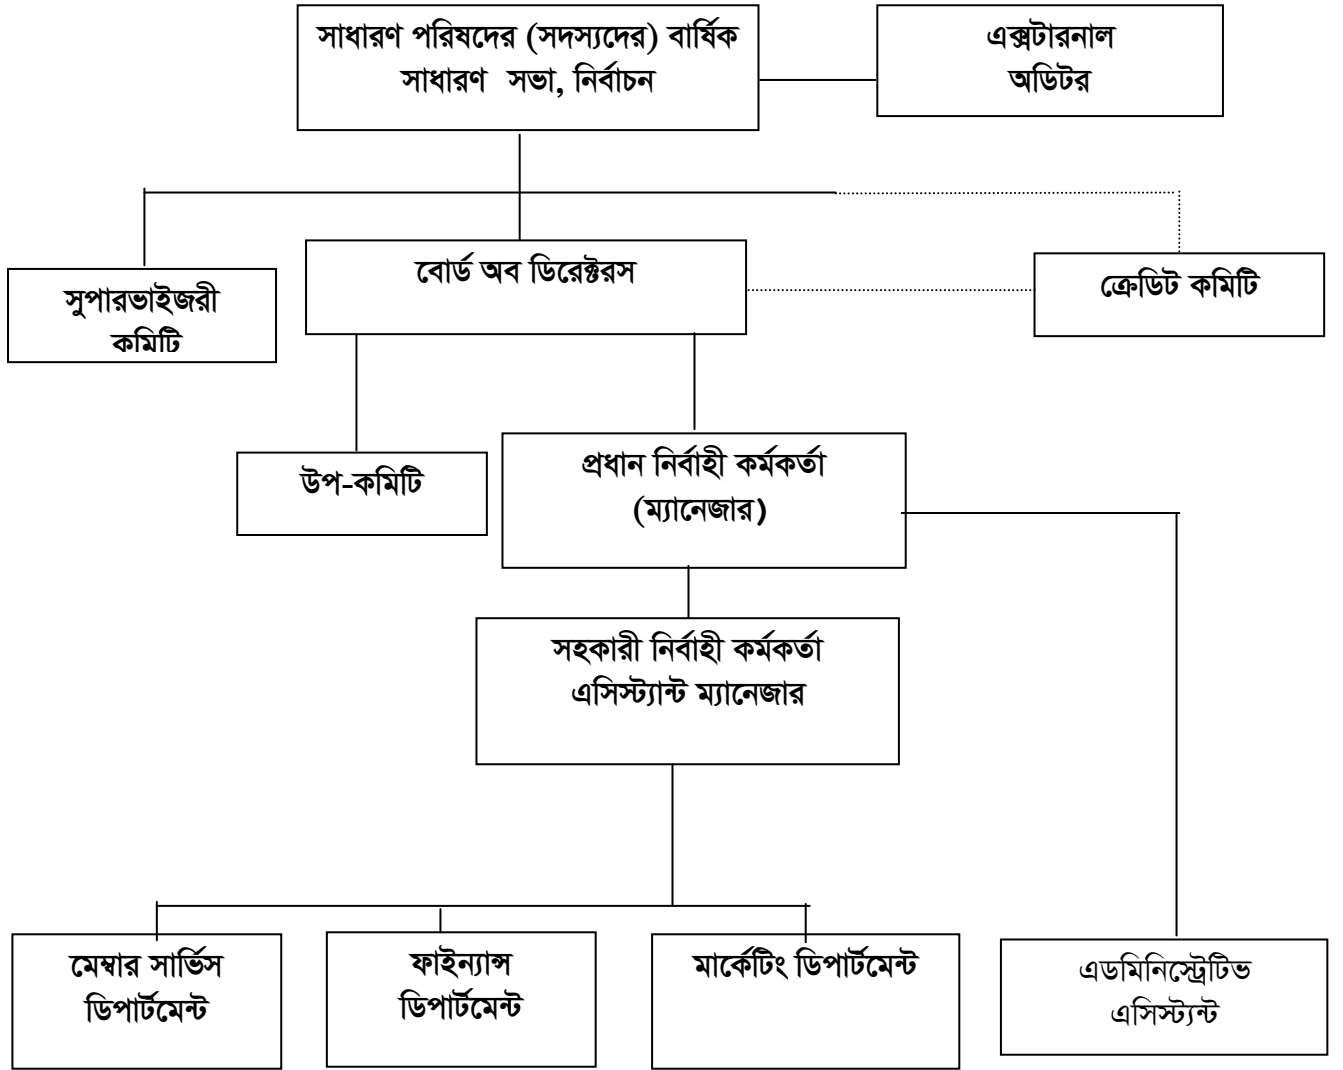 সাধারণ পরিষদের (সদস্যদের) বার্ষিক
সাধারণ সভা, নির্বাচন
এক্সটারনাল
অডিটর
বোর্ড অব ডিরেক্টরস
সুপারভাইজরী
কমিটি
ক্রেডিট কমিটি
উপ-কমিটি
প্রধান নির্বাহী কর্মকর্তা
(ম্যানেজার)
সহকারী নির্বাহী কর্মকর্তা
এসিস্ট্যান্ট ম্যানেজার
মেম্বার সার্ভিস
ডিপার্টমেন্ট
ফাইন্যান্স
ডিপার্টমেন্ট
মার্কেটিং ডিপার্টমেন্ট
এডমিনিস্ট্রেটিভ
এসিস্ট্যন্ট